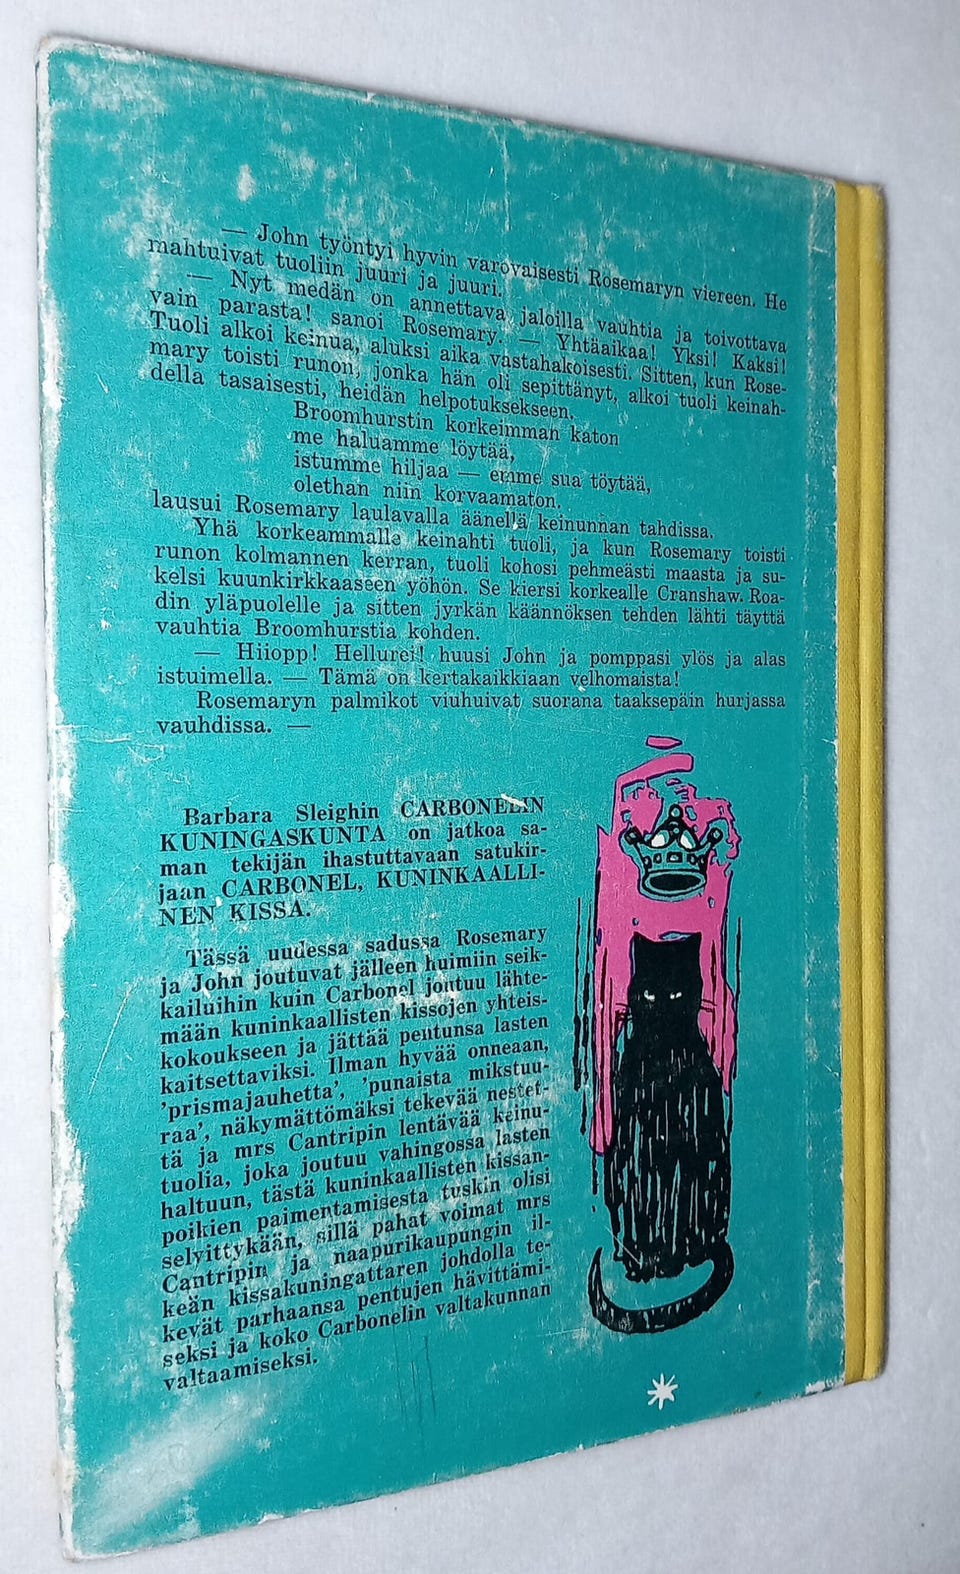 — John työntyi hyvin varovaisesti Rosemaryn viereen. He
mahtuivat tuoliin juuri ja juuri.
— Nyt medän on annettava jaloilla vauhtia ja toivottava
vain parasta! sanoi Rosemary. — Yhtäaikaa! Yksi! Kaksi!
Tuoli alkoi keinua, aluksi aika vastahakoisesti. Sitten, kun Rose-
mary toisti runon, jonka hän oli sepittänyt, alkoi tuoli keinah-
della tasaisesti, heidän helpotuksekseen.
Broomhurstin korkeimman katon
me haluamme löytää,
istumme hiljaa — emme sua töytää,
olethan niin korvaamaton.
lausui Rosemary laulavalla äänellä keinunnan tahdissa.
Yhä korkeammalle keinahti tuoli, ja kun Rosemary toisti
runon kolmannen kerran, tuoli kohosi pehmeästi maasta ja su-
kelsi kuunkirkkaaseen yöhön. Se kiersi korkealle Cranshaw. Roa-
din yläpuolelle ja sitten jyrkän käännöksen tehden lähti täyttä
vauhtia Broomhurstia kohden.
— Hiiopp! Hellurei! huusi John ja pomppasi ylös ja alas
istuimella. — Tämä on kertakaikkiaan velhomaista!
Rosemaryn palmikot viuhuivat suorana taaksepäin hurjassa
vauhdissa. —
Barbara Sleighin CARBONELIN
KUNINGASKUNTA on jatkoa sa-
man tekijän ihastuttavaan satukir-
jaan CARBONEL, KUNINKAALLI-
NEN KISSA.
Tässä uudessa sadussa Rosemary
ja John joutuvat jälleen huimiin seik-
kailuihin kuin Carbonel joutuu lähte-
mään kuninkaallisten kissojen yhteis-
kokoukseen ja jättää pentunsa lasten
kaitsettaviksi. Ilman hyvää onneaan,
'prismajauhetta', 'punaista mikstuu-
raa', näkymättömäksi tekevää nestet-
tä ja mrs Cantripin lentävää keinu-
tuolia, joka joutuu vahingossa lasten
haltuun, tästä kuninkaallisten kissan-
poikien paimentamisesta tuskin olisi
selvittykään, sillä pahat voimat mrs
Cantripin ja naapurikaupungin il-
keän kissakuningattaren johdolla te-
kevät parhaansa pentujen hävittämi-
seksi ja koko Carbonelin valtakunnan
valtaamiseksi.